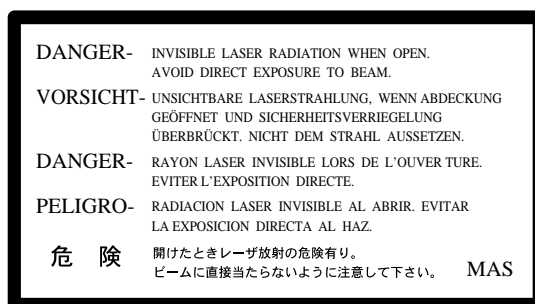 DANGER- INVISIBLE LASER RADIATION WHEN OPEN.
AVOID DIRECT EXPOSURE TO BEAM.
VORSICHT- UNSICHTBARE LASERSTRAHLUNG, WENN ABDECKUNG
GEÖFFNET UND SICHERHEITSVERRIEGELUNG
ÜBERBRÜCKT. NICHT DEM STRAHL AUSSETZEN.
DANGER- RAYON LASER INVISIBLE LORS DE L'OUVER TURE.
EVITER L'EXPOSITION DIRECTE.
PELIGRO- RADIACION LASER INVISIBLE AL ABRIR. EVITAR
LA EXPOSICION DIRECTA AL HAZ.
危 険 開けたときレーザ放射の危険有り。
ビームに直接当たらないように注意して下さい。 MAS